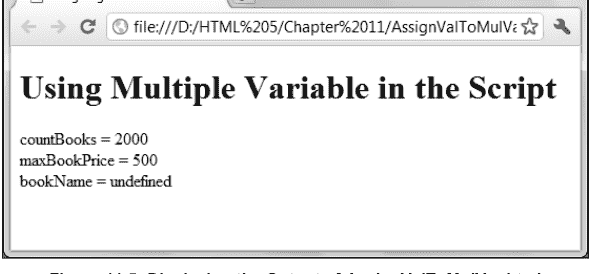 file:///D:/HTML%205/Chapter%2011/AssignValToMulVa
Using Multiple Variable in the Script
countBooks = 2000
maxBookPrice = 500
bookName = undefined